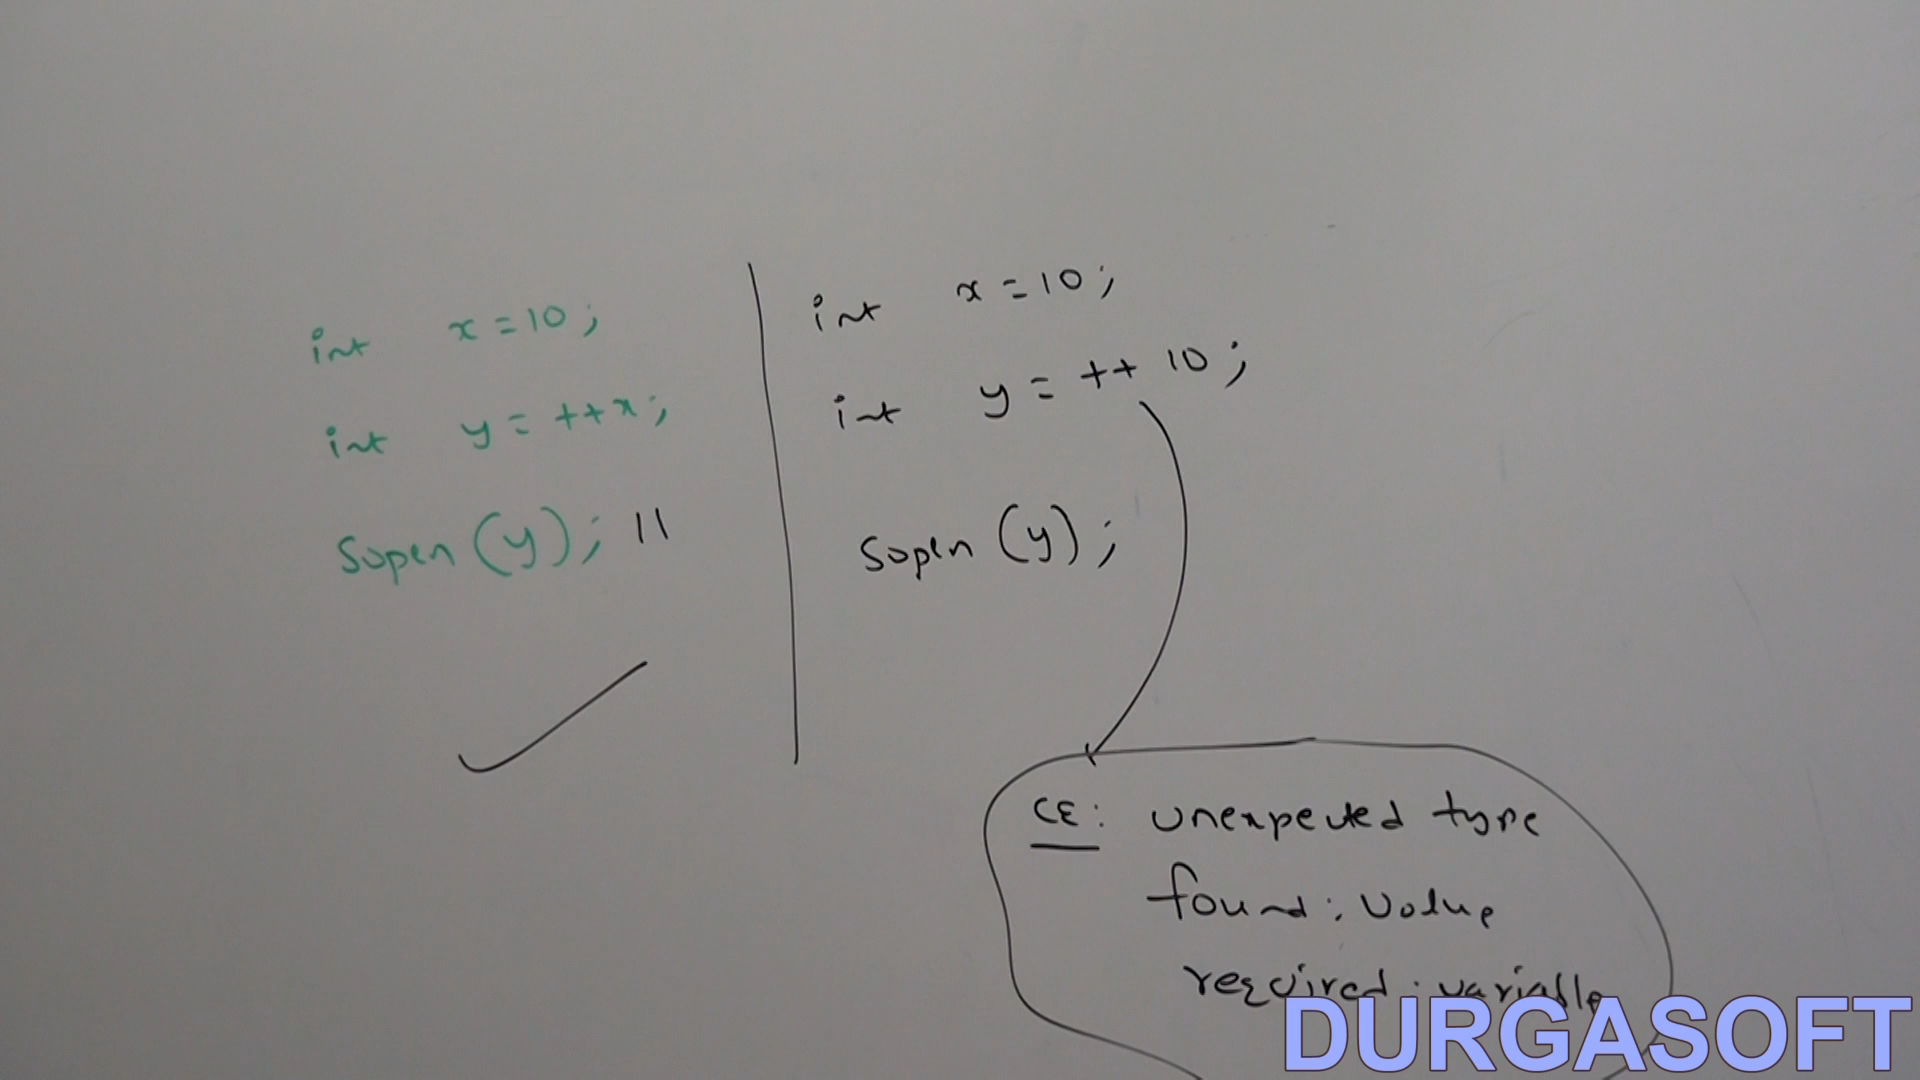 int x = 10;
int y = ++x;
Sopln (y); 11
int x = 10;
int y = ++ 10;
Sopln (y);
CE: unexpected type
found: value
required: variable
DURGASOFT